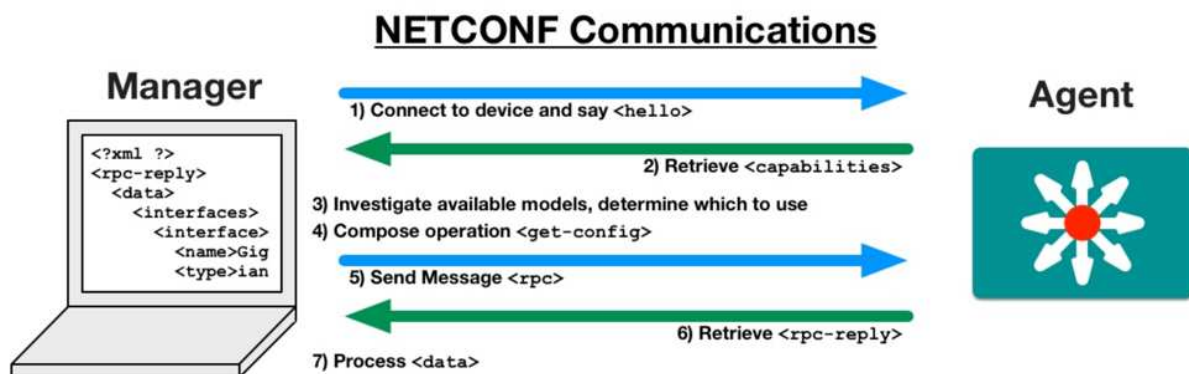 NETCONF Communications
Manager
Agent
1) Connect to device and say <hello>
<?xml ?>
<rpc-reply>
<data>
<interfaces>
<interface>
<name>Gig
<type>ian
2) Retrieve <capabilities>
3) Investigate available models, determine which to use
4) Compose operation <get-config>
5) Send Message <rpc>
6) Retrieve <rpc-reply>
7) Process <data>